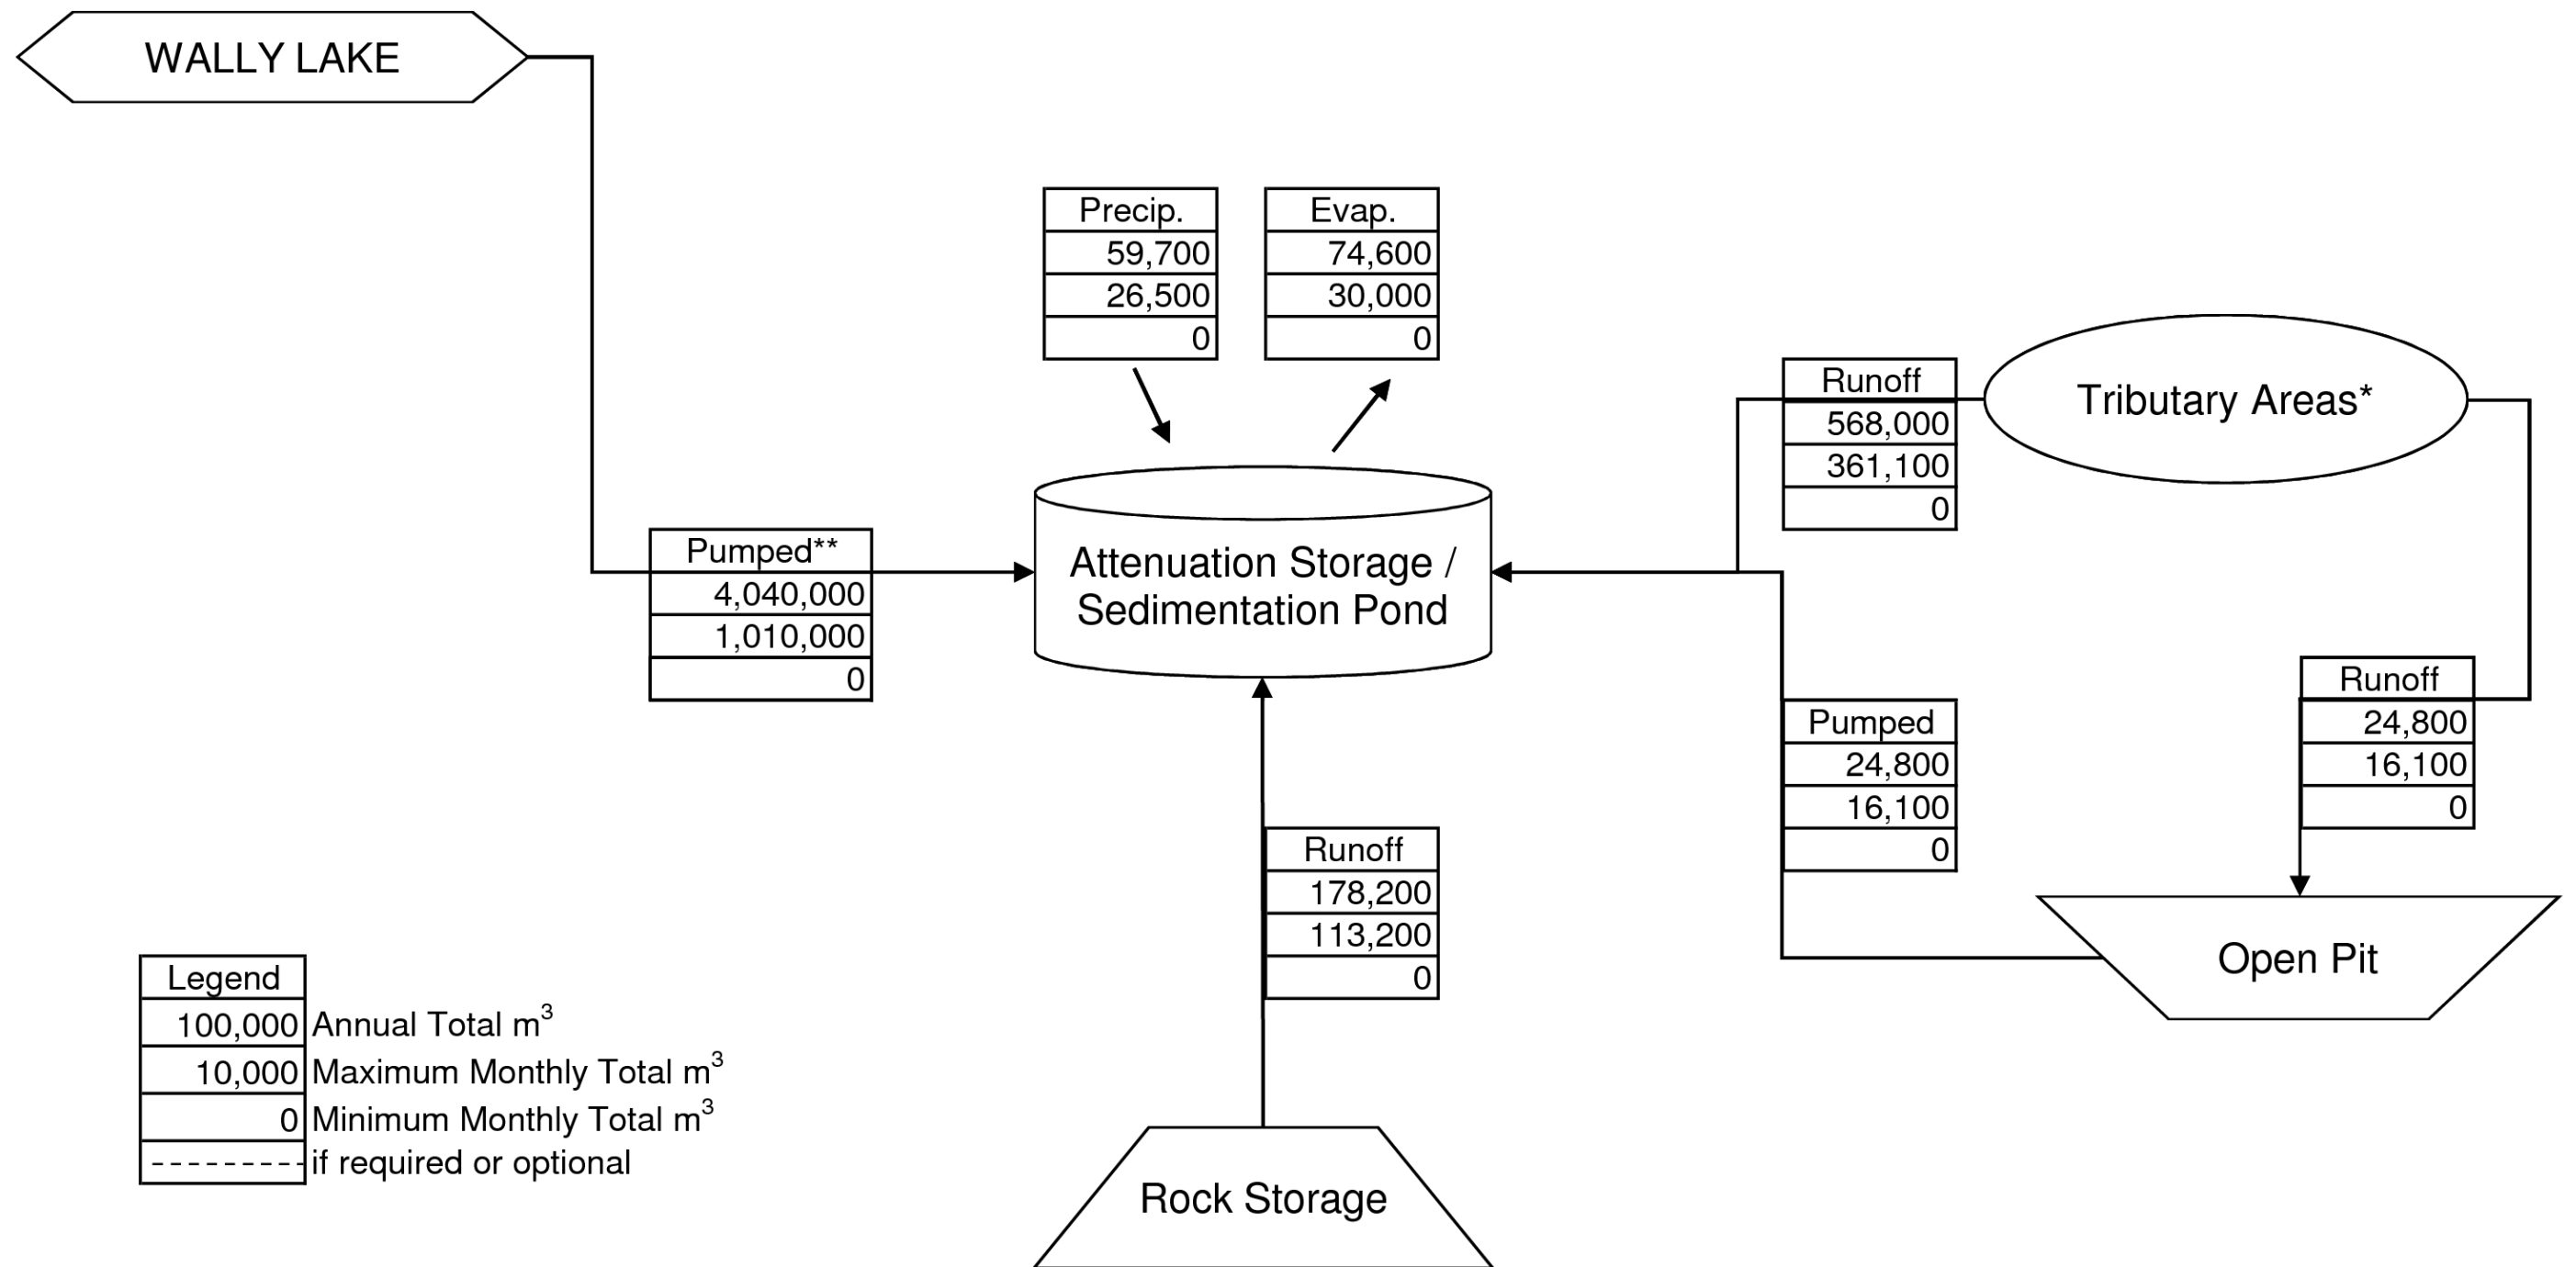 WALLY LAKE
Precip.
59,700
26,500
0
Evap.
74,600
30,000
0
Runoff
568,000
361,100
0
Tributary Areas*
Pumped**
4,040,000
1,010,000
0
Attenuation Storage /
Sedimentation Pond
Runoff
24,800
16,100
0
Pumped
24,800
16,100
0
Runoff
178,200
113,200
0
Open Pit
Legend
100,000 Annual Total m³
10,000 Maximum Monthly Total m³
0 Minimum Monthly Total m³
if required or optional
Rock Storage